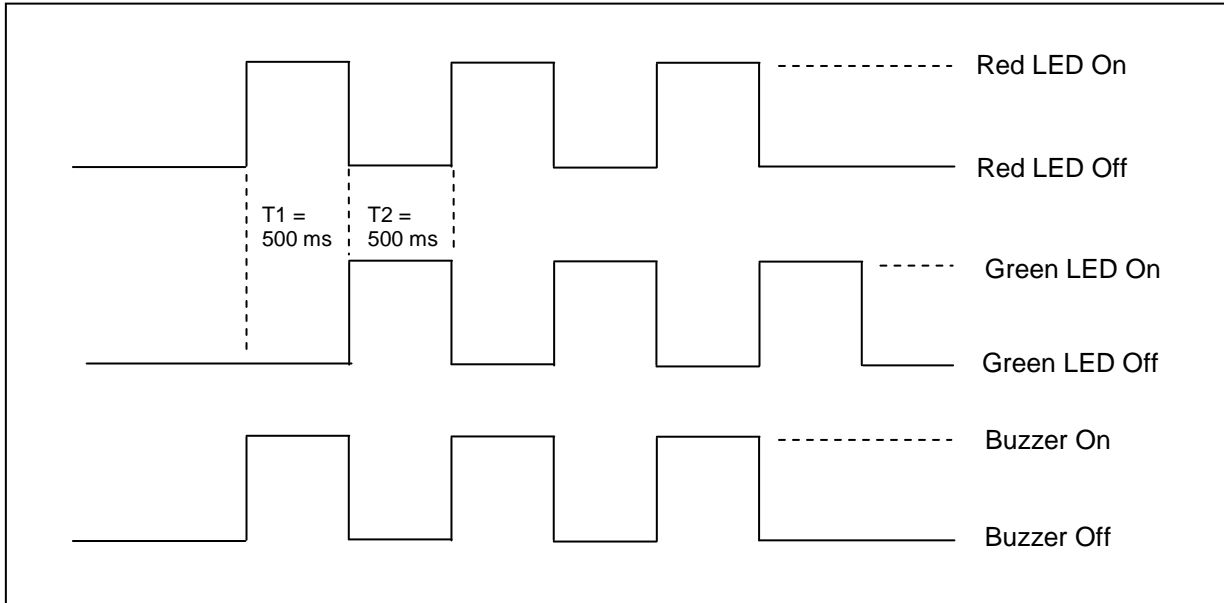 Red LED On
Red LED Off
T1 =
500 ms
T2 =
500 ms
Green LED On
Green LED Off
Buzzer On
Buzzer Off